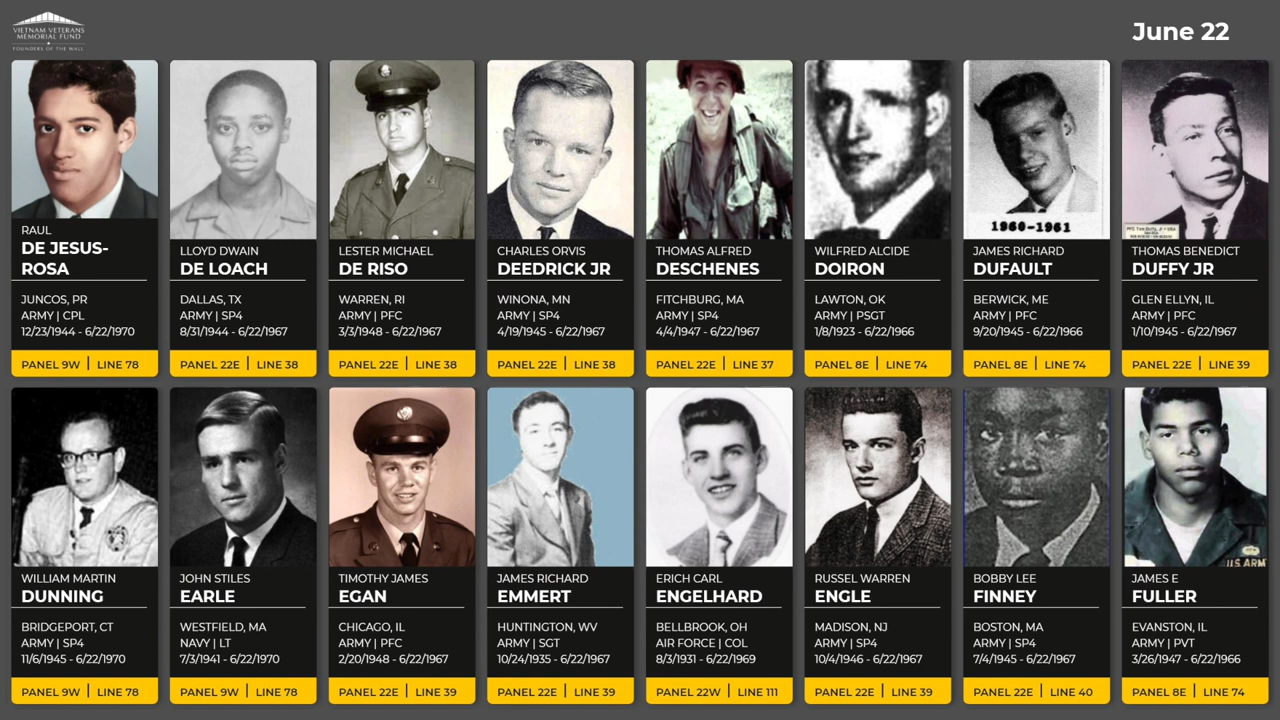 VIETNAM VETERANS
MEMORIAL FUND
FOUNDERS OF THE WALL
June 22
RAUL
DE JESUS-
ROSA
JUNCOS, PR
ARMY | CPL
12/23/1944 - 6/22/1970
PANEL 9W | LINE 78
LLOYD DWAIN
DE LOACH
DALLAS, TX
ARMY | SP4
8/31/1944 - 6/22/1967
PANEL 22E | LINE 38
LESTER MICHAEL
DE RISO
WARREN, RI
ARMY | PFC
3/3/1948 - 6/22/1967
PANEL 22E | LINE 38
CHARLES ORVIS
DEEDRICK JR
WINONA, MN
ARMY | SP4
4/19/1945 - 6/22/1967
PANEL 22E | LINE 38
THOMAS ALFRED
DESCHENES
FITCHBURG, MA
ARMY | SP4
4/4/1947 - 6/22/1967
PANEL 22E | LINE 37
WILFRED ALCIDE
DOIRON
LAWTON, OK
ARMY | PSGT
1/8/1923 - 6/22/1966
PANEL 8E | LINE 74
1960-1961
JAMES RICHARD
DUFAULT
BERWICK, ME
ARMY | PFC
9/20/1945 - 6/22/1966
PANEL 8E | LINE 74
THOMAS BENEDICT
DUFFY JR
GLEN ELLYN, IL
ARMY | PFC
1/10/1945 - 6/22/1967
PANEL 22E | LINE 39
WILLIAM MARTIN
DUNNING
BRIDGEPORT, CT
ARMY | SP4
11/6/1945 - 6/22/1970
PANEL 9W | LINE 78
JOHN STILES
EARLE
WESTFIELD, MA
NAVY | LT
7/3/1941 - 6/22/1970
PANEL 9W | LINE 78
TIMOTHY JAMES
EGAN
CHICAGO, IL
ARMY | PFC
2/20/1948 - 6/22/1967
PANEL 22E | LINE 39
JAMES RICHARD
EMMERT
HUNTINGTON, WV
ARMY | SGT
10/24/1935 - 6/22/1967
PANEL 22E | LINE 39
ERICH CARL
ENGELHARD
BELLBROOK, OH
AIR FORCE | COL
8/3/1931 - 6/22/1969
PANEL 22W | LINE 111
RUSSEL WARREN
ENGLE
MADISON, NJ
ARMY | SP4
10/4/1946 - 6/22/1967
PANEL 22E | LINE 39
BOBBY LEE
FINNEY
BOSTON, MA
ARMY | SP4
7/4/1945 - 6/22/1967
PANEL 22E | LINE 40
U.S. ARM
JAMES E
FULLER
EVANSTON, IL
ARMY | PVT
3/26/1947 - 6/22/1966
PANEL 8E | LINE 74